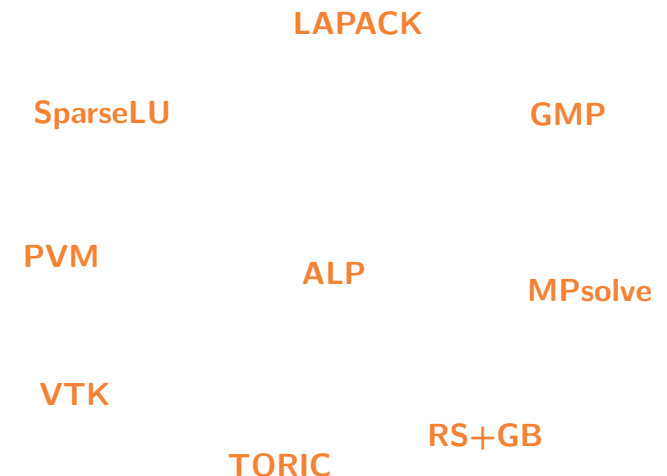 LAPACK
SparseLU
GMP
PVM
ALP
MPsolve
VTK
RS+GB
TORIC